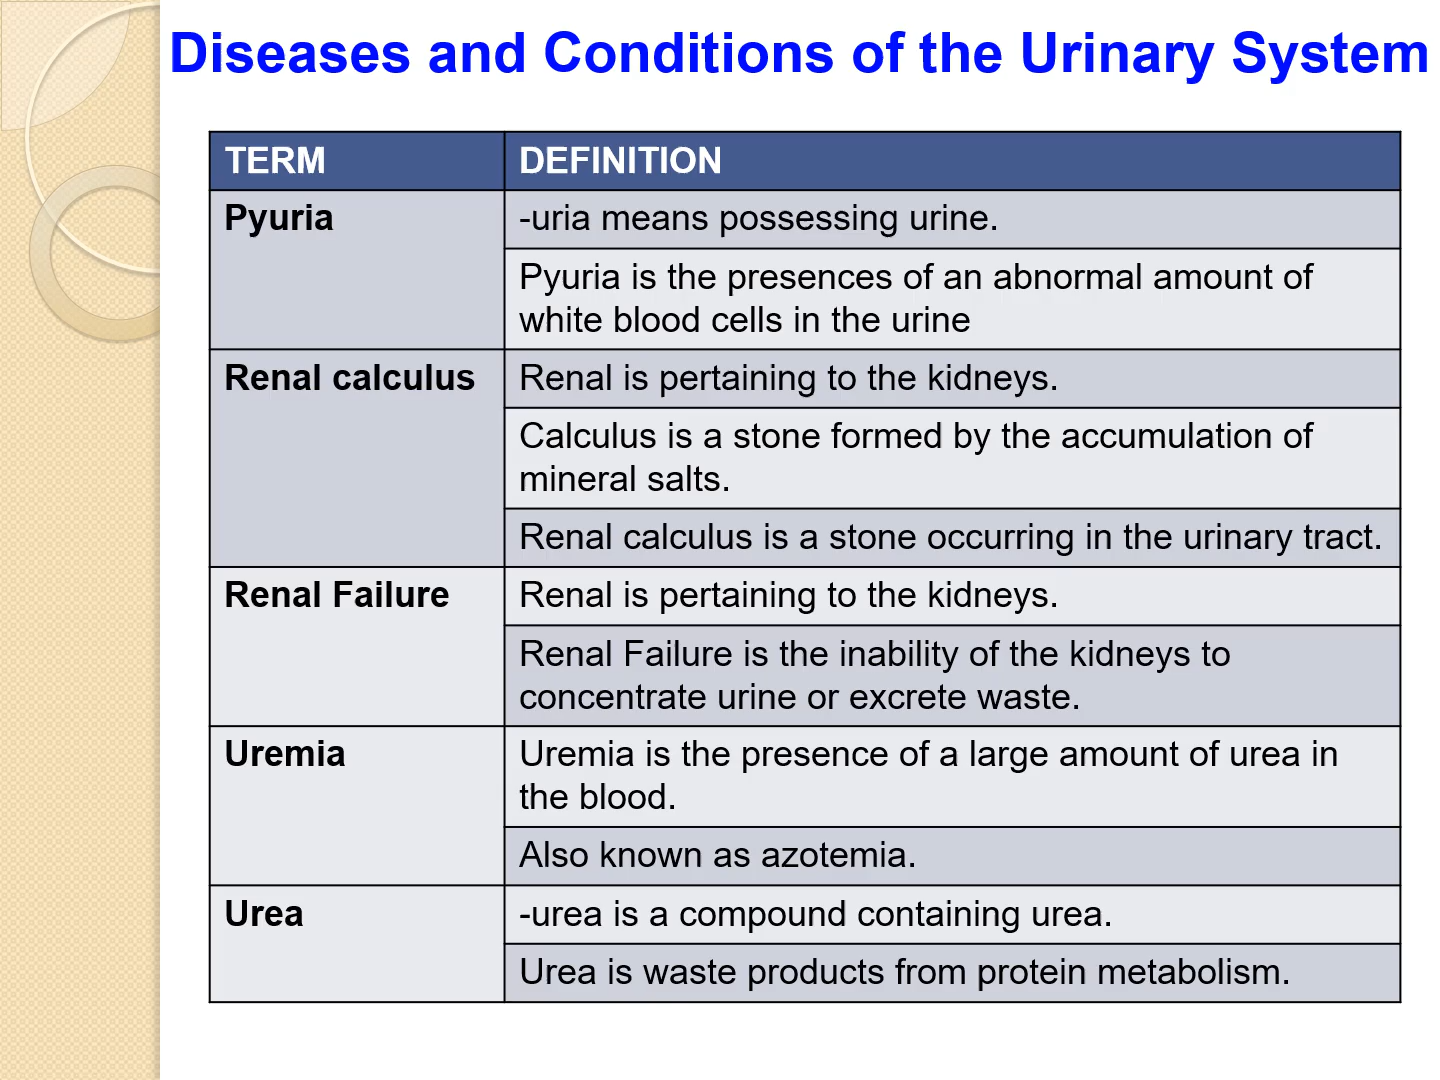 Diseases and Conditions of the Urinary System
TERM
DEFINITION
Pyuria
-uria means possessing urine.
Pyuria is the presences of an abnormal amount of
white blood cells in the urine
Renal calculus
Renal is pertaining to the kidneys.
Calculus is a stone formed by the accumulation of
mineral salts.
Renal calculus is a stone occurring in the urinary tract.
Renal Failure
Renal is pertaining to the kidneys.
Renal Failure is the inability of the kidneys to
concentrate urine or excrete waste.
Uremia
Uremia is the presence of a large amount of urea in
the blood.
Also known as azotemia.
Urea
-urea is a compound containing urea.
Urea is waste products from protein metabolism.